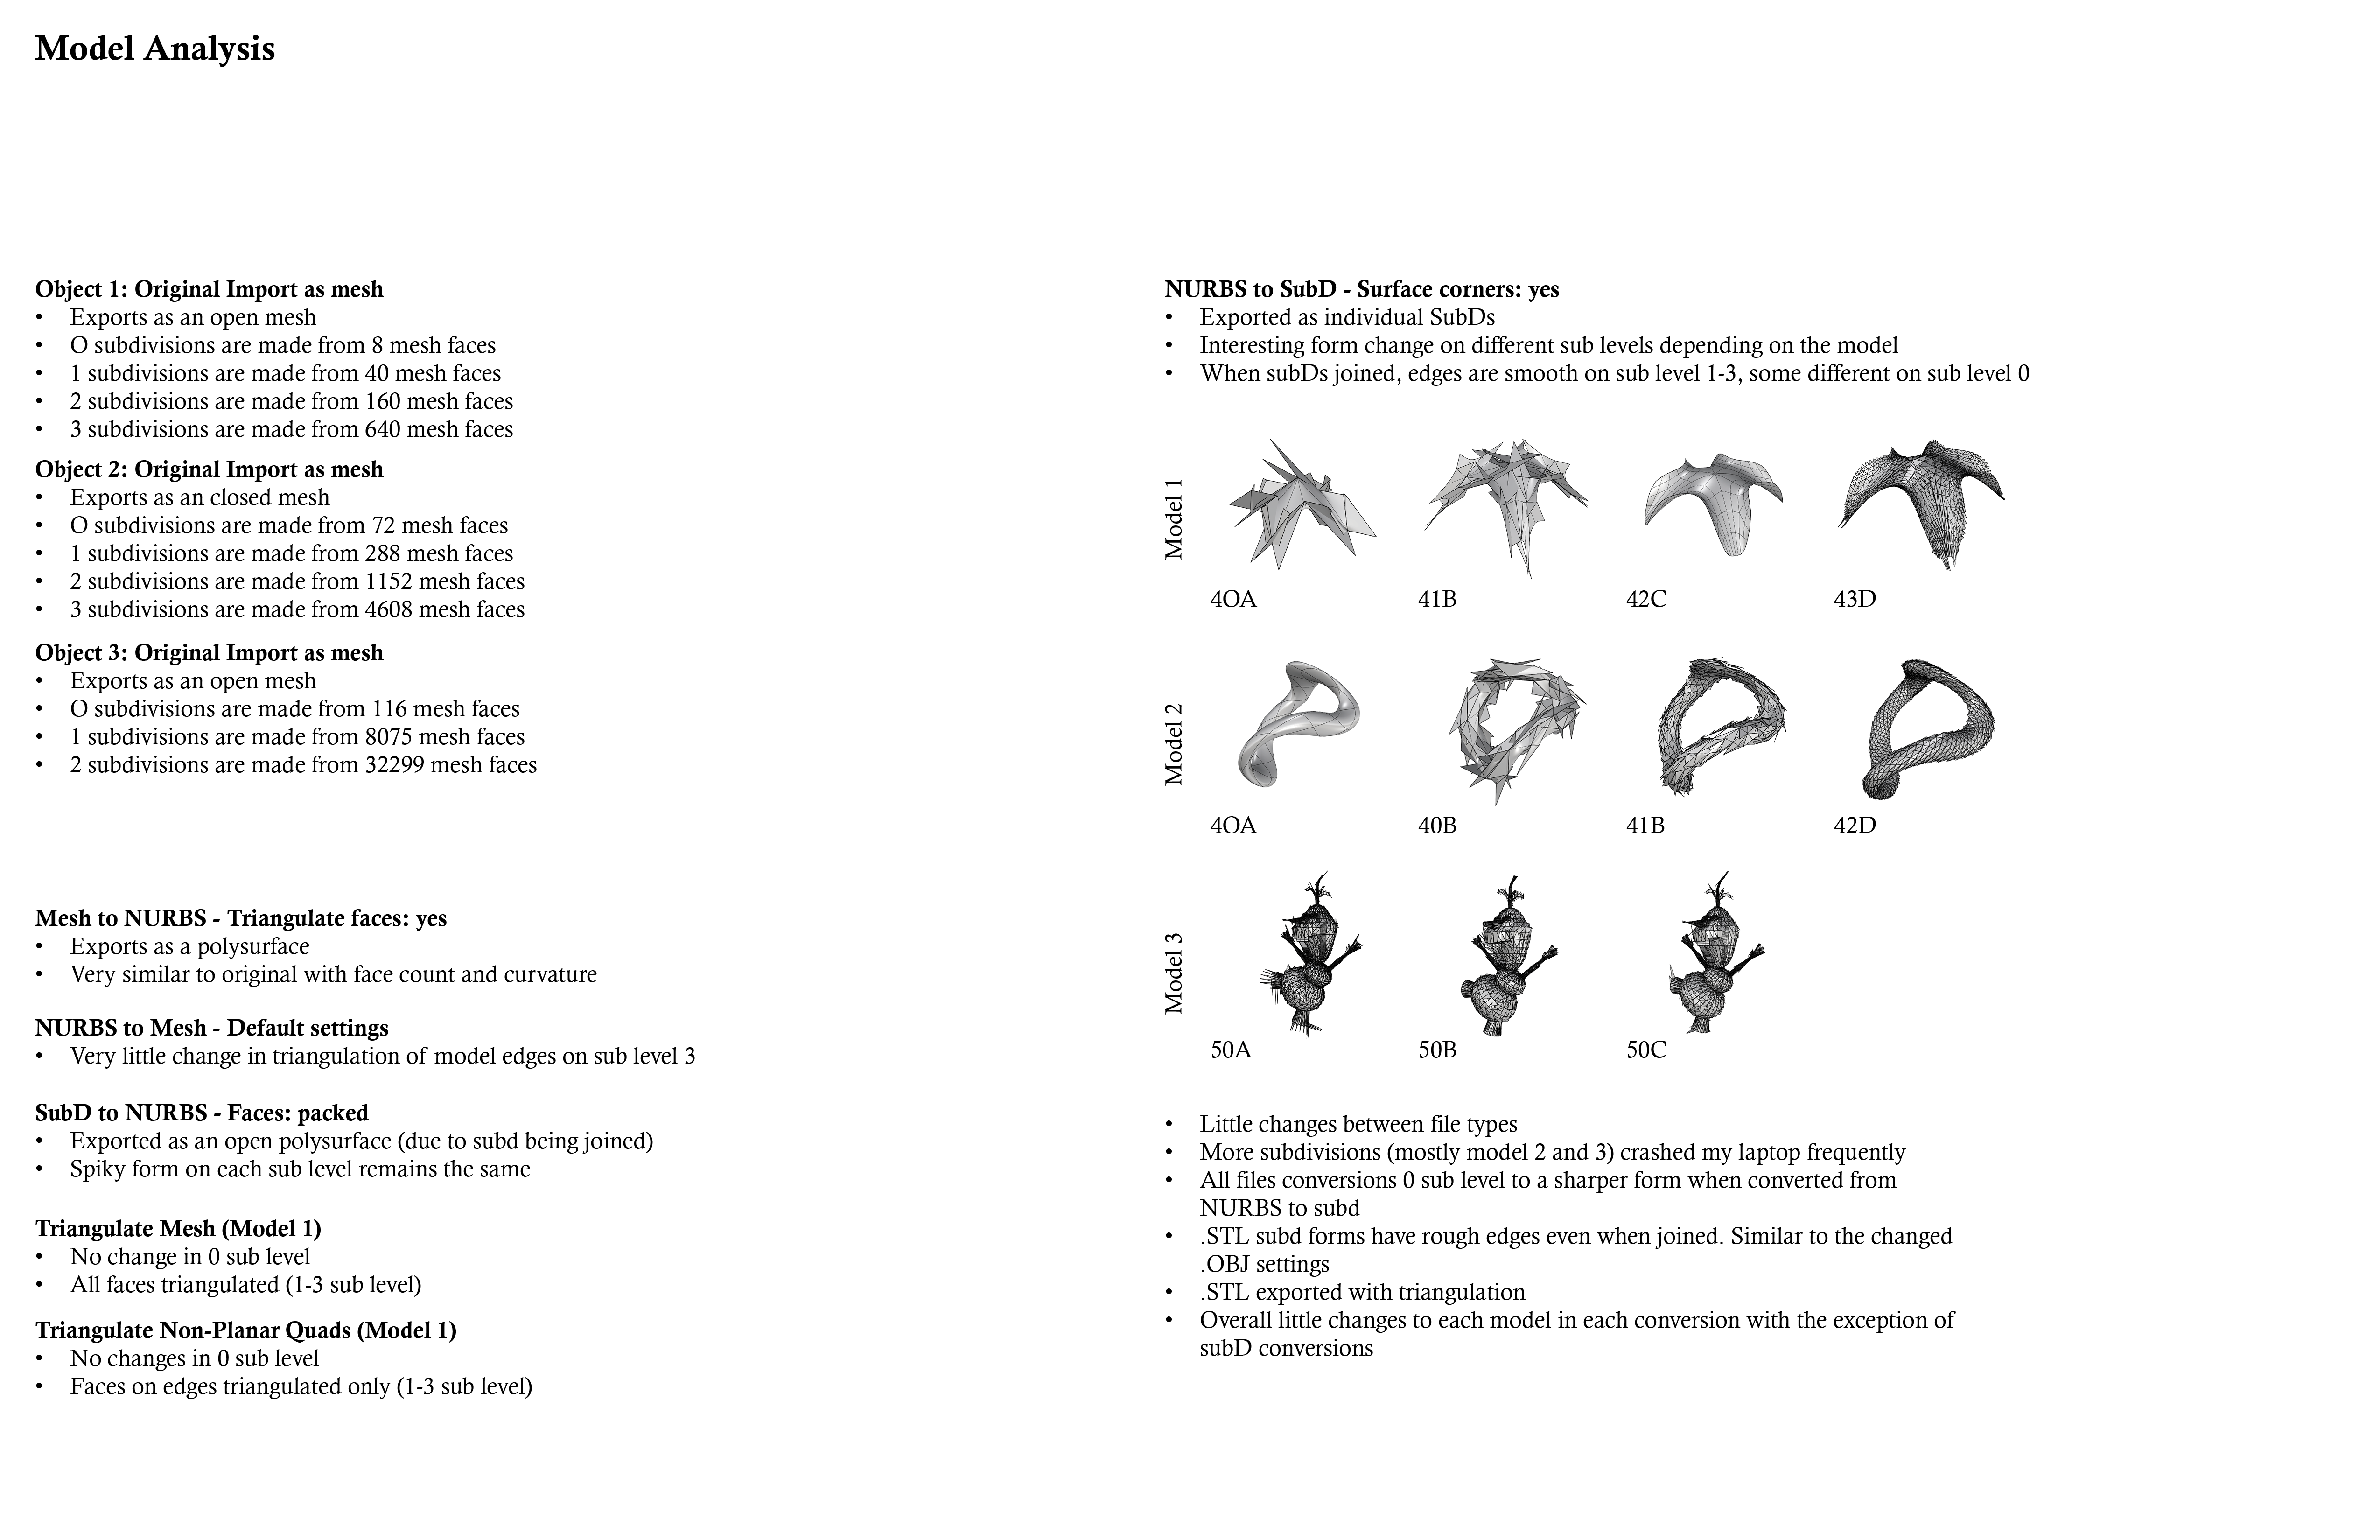 Model Analysis
Object 1: Original Import as mesh
• Exports as an open mesh
• O subdivisions are made from 8 mesh faces
• 1 subdivisions are made from 40 mesh faces
• 2 subdivisions are made from 160 mesh faces
• 3 subdivisions are made from 640 mesh faces
Object 2: Original Import as mesh
• Exports as an closed mesh
• O subdivisions are made from 72 mesh faces
• 1 subdivisions are made from 288 mesh faces
• 2 subdivisions are made from 1152 mesh faces
• 3 subdivisions are made from 4608 mesh faces
Object 3: Original Import as mesh
• Exports as an open mesh
• O subdivisions are made from 116 mesh faces
• 1 subdivisions are made from 8075 mesh faces
• 2 subdivisions are made from 32299 mesh faces
Mesh to NURBS - Triangulate faces: yes
• Exports as a polysurface
• Very similar to original with face count and curvature
NURBS to Mesh - Default settings
• Very little change in triangulation of model edges on sub level 3
SubD to NURBS - Faces: packed
• Exported as an open polysurface (due to subd being joined)
• Spiky form on each sub level remains the same
Triangulate Mesh (Model 1)
• No change in 0 sub level
• All faces triangulated (1-3 sub level)
Triangulate Non-Planar Quads (Model 1)
• No changes in 0 sub level
• Faces on edges triangulated only (1-3 sub level)
NURBS to SubD - Surface corners: yes
• Exported as individual SubDs
• Interesting form change on different sub levels depending on the model
• When subDs joined, edges are smooth on sub level 1-3, some different on sub level 0
Model 1
4OA 41B 42C 43D
Model 2
4OA 40B 41B 42D
Model 3
50A 50B 50C
• Little changes between file types
• More subdivisions (mostly model 2 and 3) crashed my laptop frequently
• All files conversions 0 sub level to a sharper form when converted from
NURBS to subd
• .STL subd forms have rough edges even when joined. Similar to the changed
.OBJ settings
• .STL exported with triangulation
• Overall little changes to each model in each conversion with the exception of
subD conversions